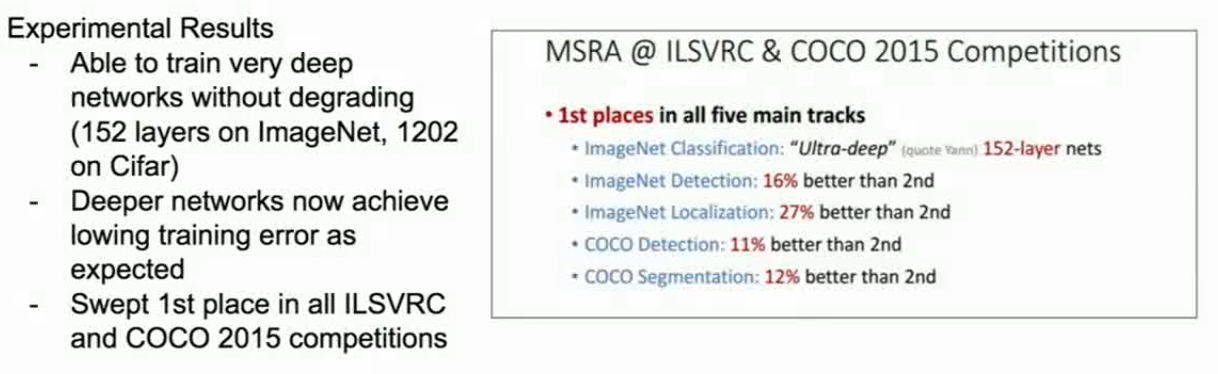 Experimental Results
- Able to train very deep
networks without degrading
(152 layers on ImageNet, 1202
on Cifar)
- Deeper networks now achieve
lowing training error as
expected
- Swept 1st place in all ILSVRC
and COCO 2015 competitions
MSRA @ ILSVRC & COCO 2015 Competitions
• 1st places in all five main tracks
• ImageNet Classification: “Ultra-deep” (quote Yann) 152-layer nets
• ImageNet Detection: 16% better than 2nd
• ImageNet Localization: 27% better than 2nd
• COCO Detection: 11% better than 2nd
• COCO Segmentation: 12% better than 2nd